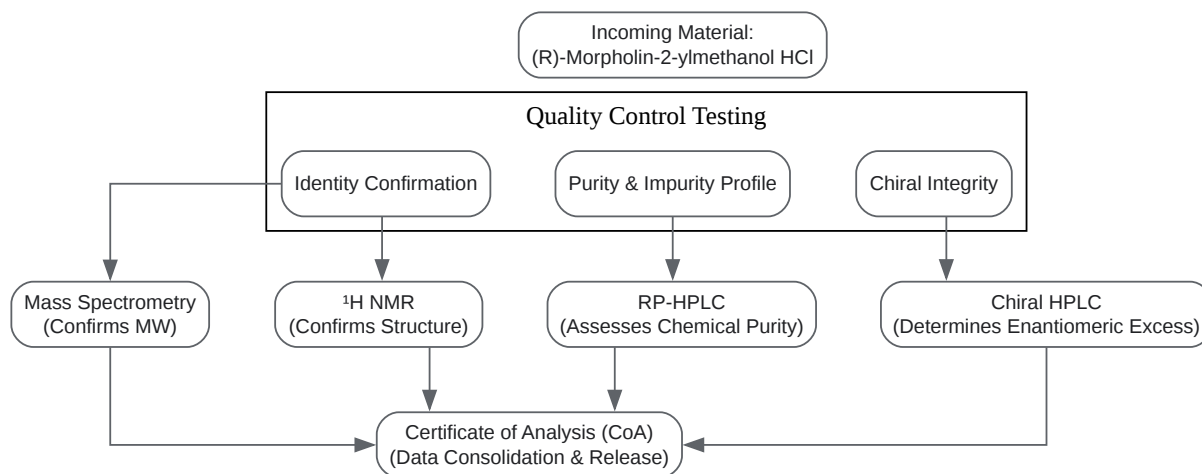 Incoming Material:
(R)-Morpholin-2-ylmethanol HCl
Quality Control Testing
Identity Confirmation
Purity & Impurity Profile
Chiral Integrity
Mass Spectrometry
(Confirms MW)
¹H NMR
(Confirms Structure)
RP-HPLC
(Assesses Chemical Purity)
Chiral HPLC
(Determines Enantiomeric Excess)
Certificate of Analysis (CoA)
(Data Consolidation & Release)